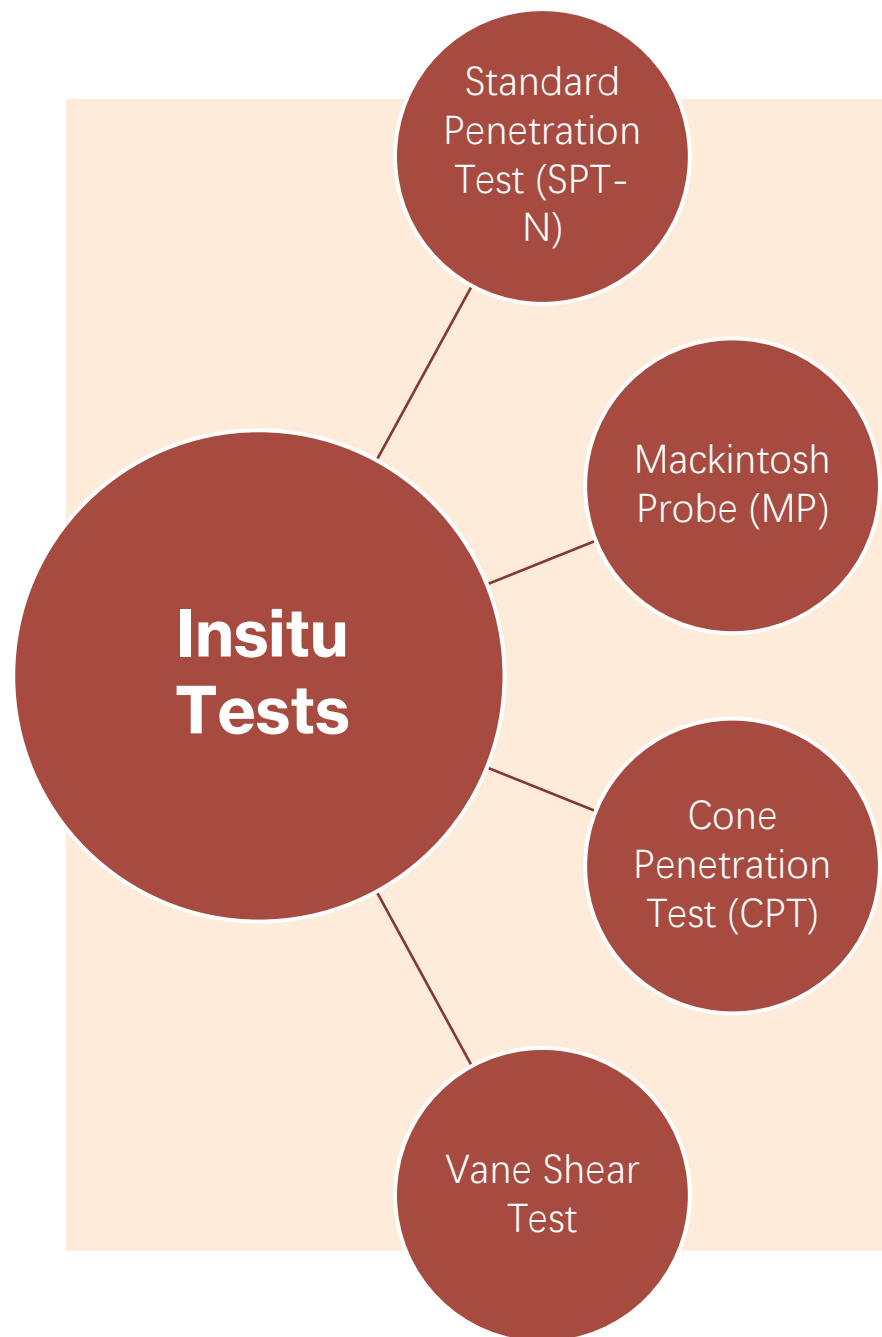 Standard
Penetration
Test (SPT-
N)
Mackintosh
Probe (MP)
Insitu
Tests
Cone
Penetration
Test (CPT)
Vane Shear
Test